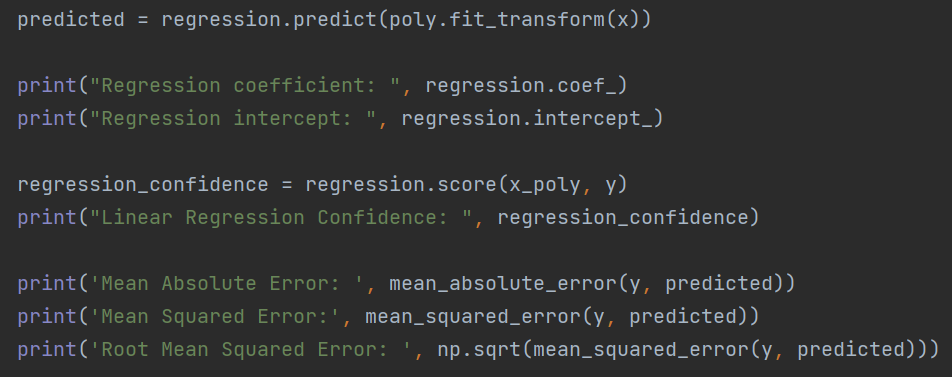 predicted = regression.predict(poly.fit_transform(x))
print("Regression coefficient: ", regression.coef_)
print("Regression intercept: ", regression.intercept_)
regression_confidence = regression.score(x_poly, y)
print("Linear Regression Confidence: ", regression_confidence)
print('Mean Absolute Error: ', mean_absolute_error(y, predicted))
print('Mean Squared Error:', mean_squared_error(y, predicted))
print('Root Mean Squared Error: ', np.sqrt(mean_squared_error(y, predicted)))